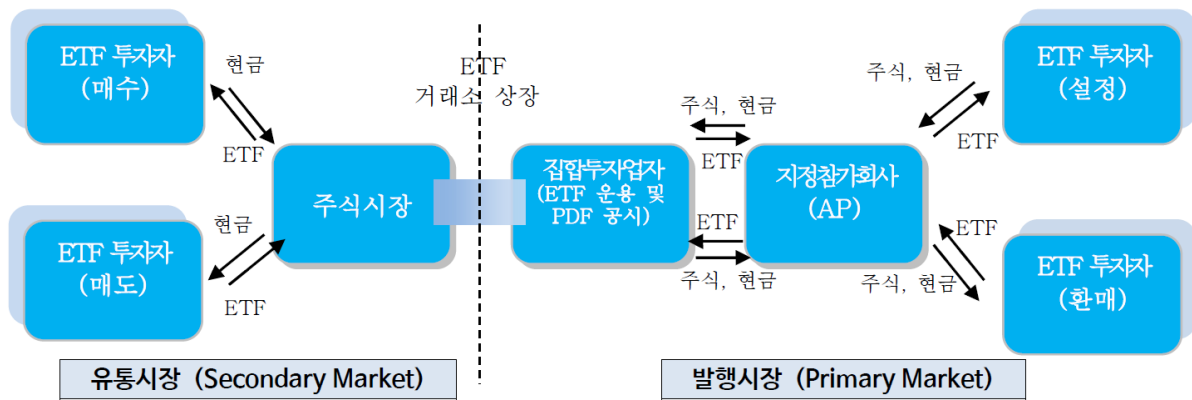 ETF 투자자
(매수)
현금
ETF
ETF 투자자
(매도)
현금
ETF
주식시장
ETF
거래소 상장
집합투자업자
(ETF 운용 및
PDF 공시)
주식, 현금
ETF
ETF
주식, 현금
지정참가회사
(AP)
주식, 현금
ETF
ETF
주식, 현금
ETF 투자자
(설정)
ETF 투자자
(환매)
유통시장 (Secondary Market)
발행시장 (Primary Market)